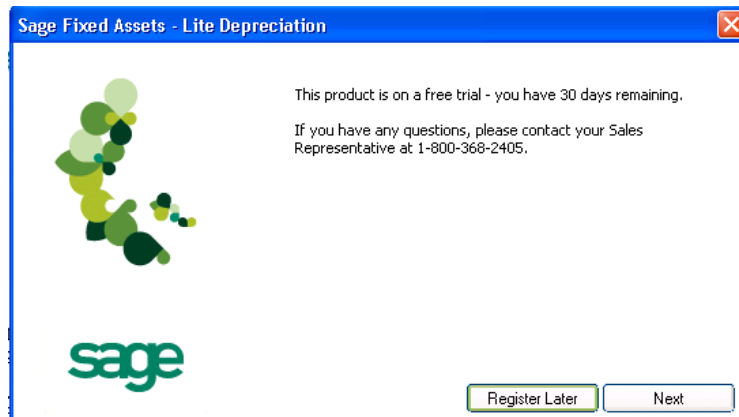 Sage Fixed Assets - Lite Depreciation
This product is on a free trial - you have 30 days remaining.
If you have any questions, please contact your Sales
Representative at 1-800-368-2405.
sage
Register Later
Next